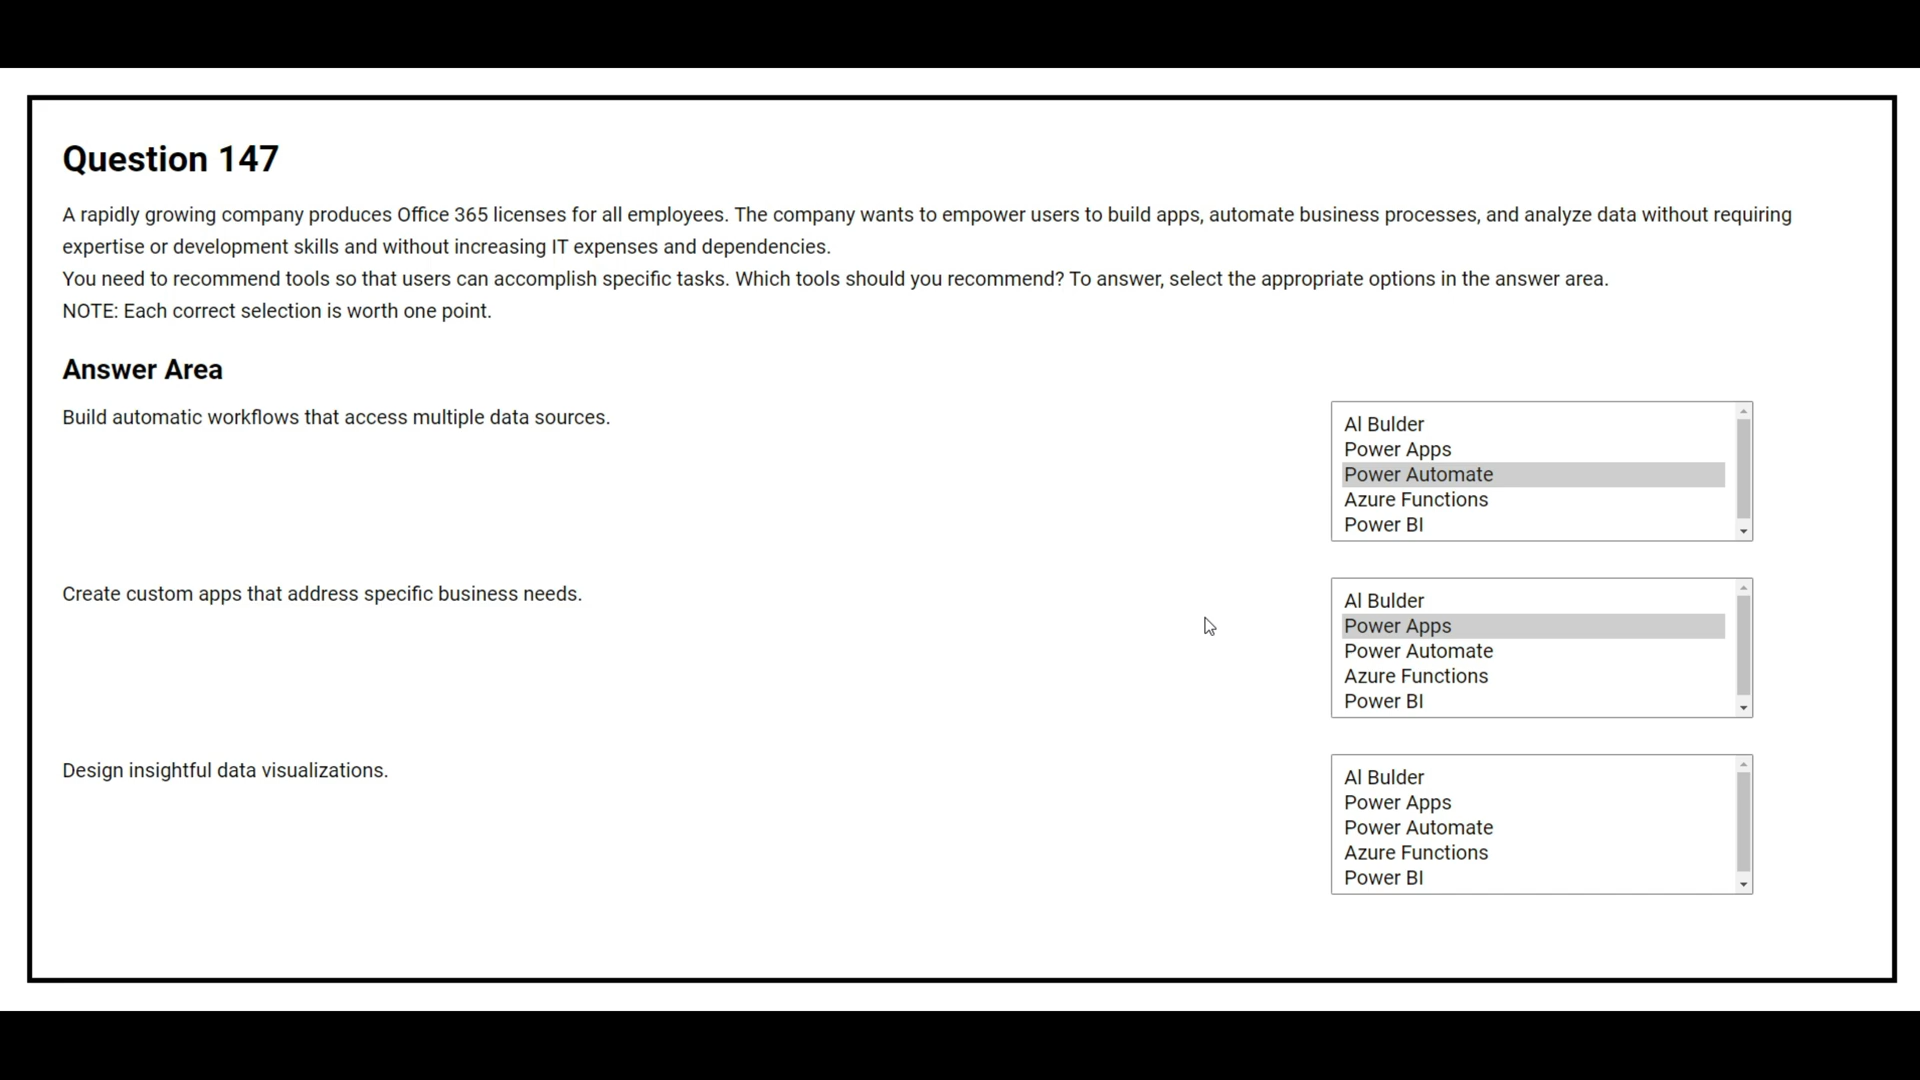 Question 147
A rapidly growing company produces Office 365 licenses for all employees. The company wants to empower users to build apps, automate business processes, and analyze data without requiring
expertise or development skills and without increasing IT expenses and dependencies.
You need to recommend tools so that users can accomplish specific tasks. Which tools should you recommend? To answer, select the appropriate options in the answer area.
NOTE: Each correct selection is worth one point.
Answer Area
Build automatic workflows that access multiple data sources.
Al Bulder
Power Apps
Power Automate
Azure Functions
Power BI
Create custom apps that address specific business needs.
Al Bulder
Power Apps
Power Automate
Azure Functions
Power BI
Design insightful data visualizations.
Al Bulder
Power Apps
Power Automate
Azure Functions
Power BI